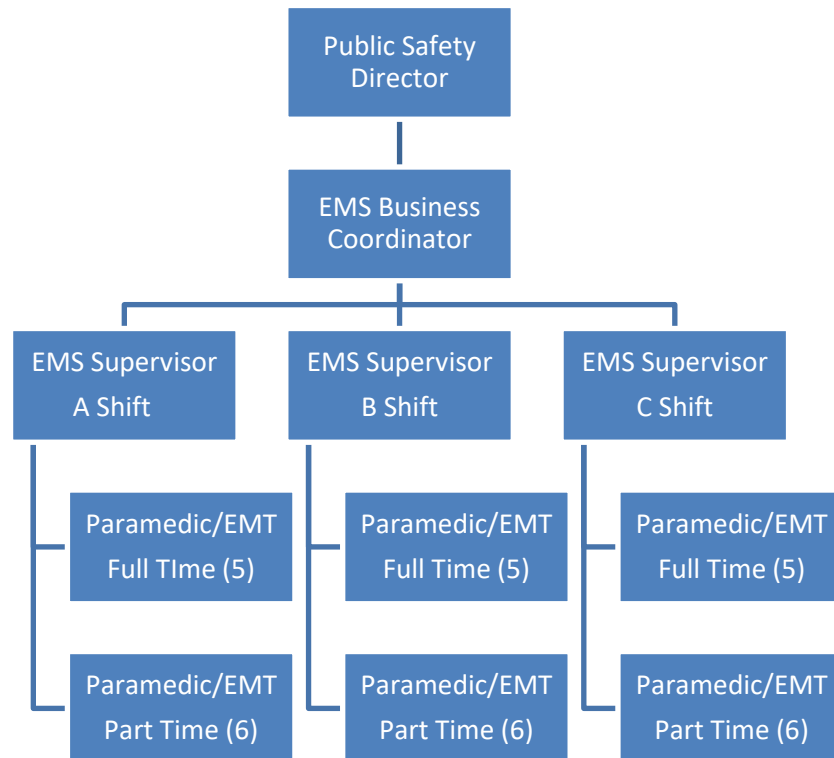 Public Safety
Director
EMS Business
Coordinator
EMS Supervisor
A Shift
EMS Supervisor
B Shift
EMS Supervisor
C Shift
Paramedic/EMT
Full TIme (5)
Paramedic/EMT
Full Time (5)
Paramedic/EMT
Full Time (5)
Paramedic/EMT
Part Time (6)
Paramedic/EMT
Part Time (6)
Paramedic/EMT
Part Time (6)